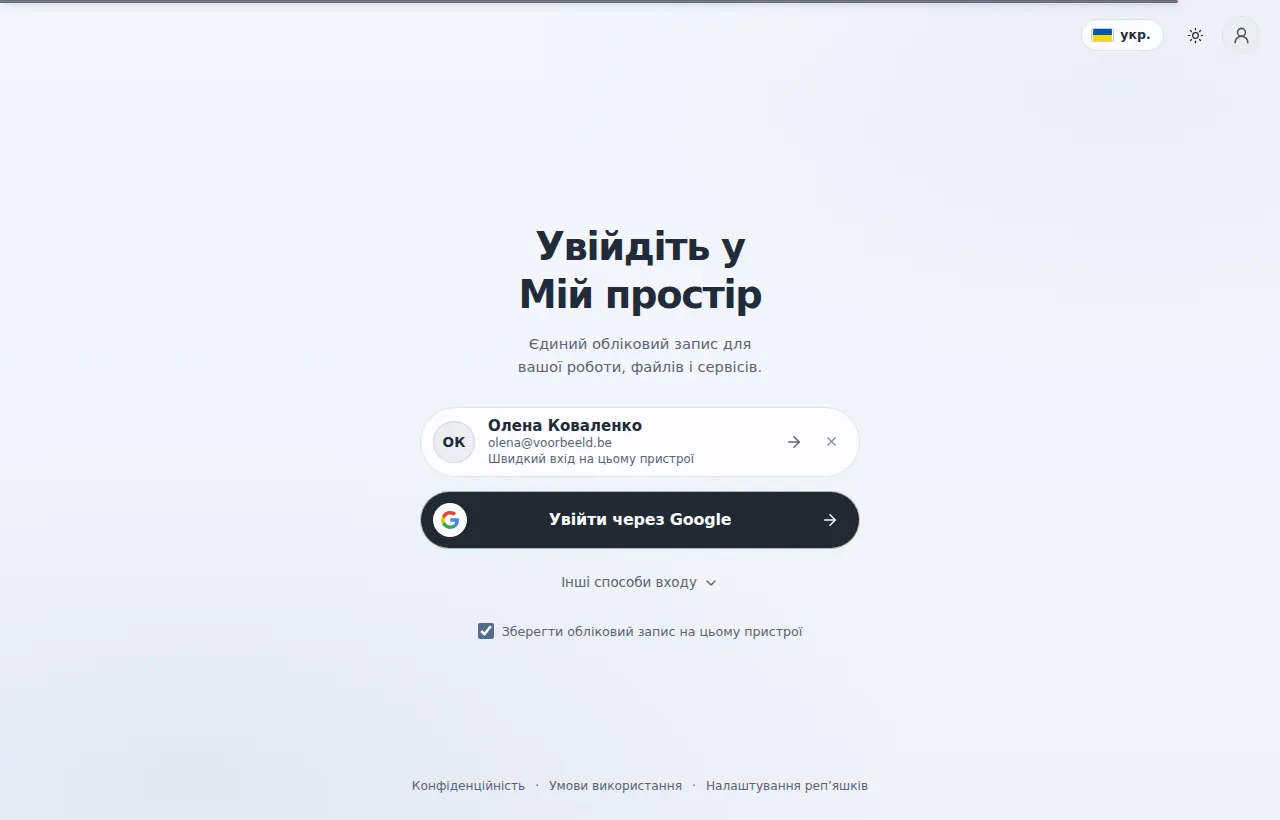 укр.
Увійдіть у
Мій простір
Єдиний обліковий запис для
вашої роботи, файлів і сервісів.
ОК
Олена Коваленко
olena@voorbeeld.be
Швидкий вхід на цьому пристрої
Увійти через Google
Інші способи входу
Зберегти обліковий запис на цьому пристрої
Конфіденційність · Умови використання · Налаштування реп’яшків